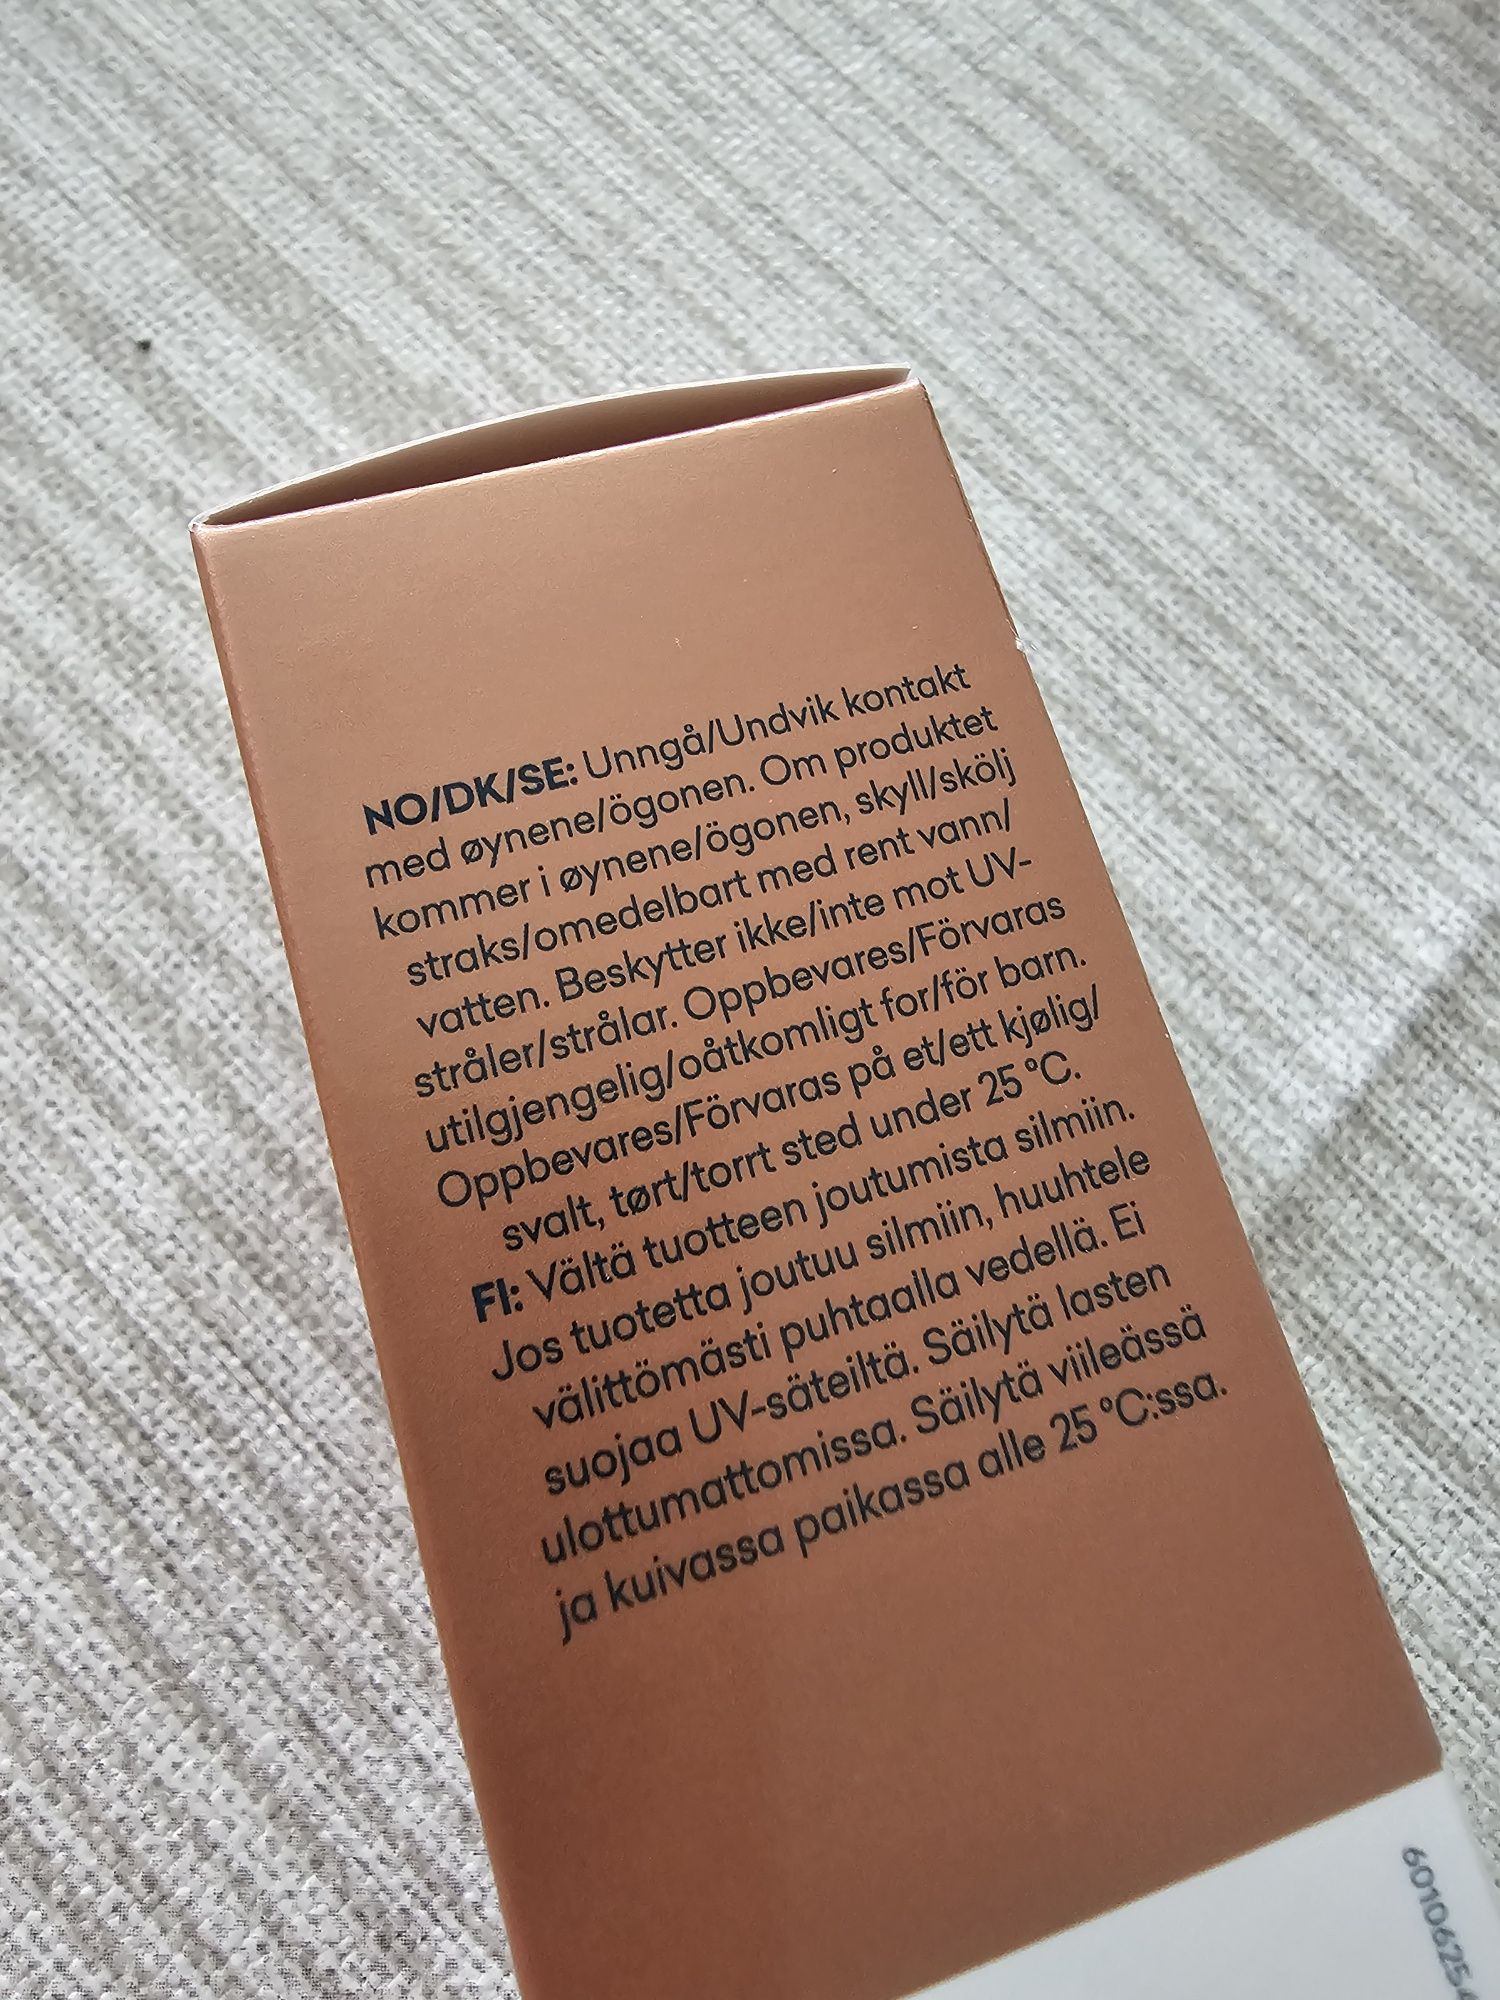 NO/DK/SE: Unngå/Undvik kontakt
med øynene/ögonen. Om produktet
kommer i øynene/ögonen, skyll/skölj
straks/omedelbart med rent vann/
vatten. Beskytter ikke/inte mot UV-
stråler/strålar. Oppbevares/Förvaras
utilgjengelig/oåtkomligt for/för barn.
Oppbevares/Förvaras på et/ett kjølig/
svalt, tørt/torrt sted under 25 °C.
FI: Vältä tuotteen joutumista silmiin.
Jos tuotetta joutuu silmiin, huuhtele
välittömästi puhtaalla vedellä. Ei
suojaa UV-säteiltä. Säilytä lasten
ulottumattomissa. Säilytä viileässä
ja kuivassa paikassa alle 25 °C:ssa.